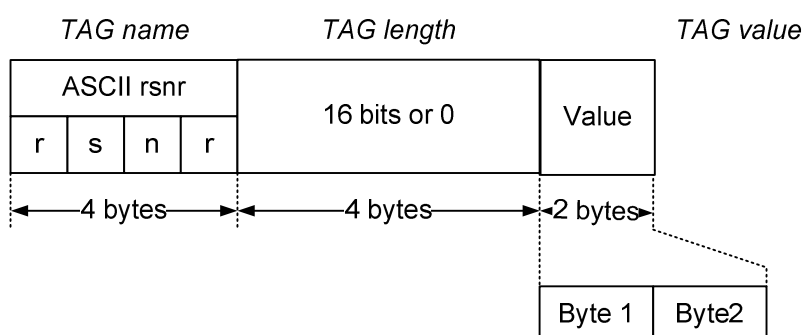 TAG name TAG length TAG value
ASCII rsnr
16 bits or 0 Value
r s n r
4 bytes 4 bytes 2 bytes
Byte 1 Byte2